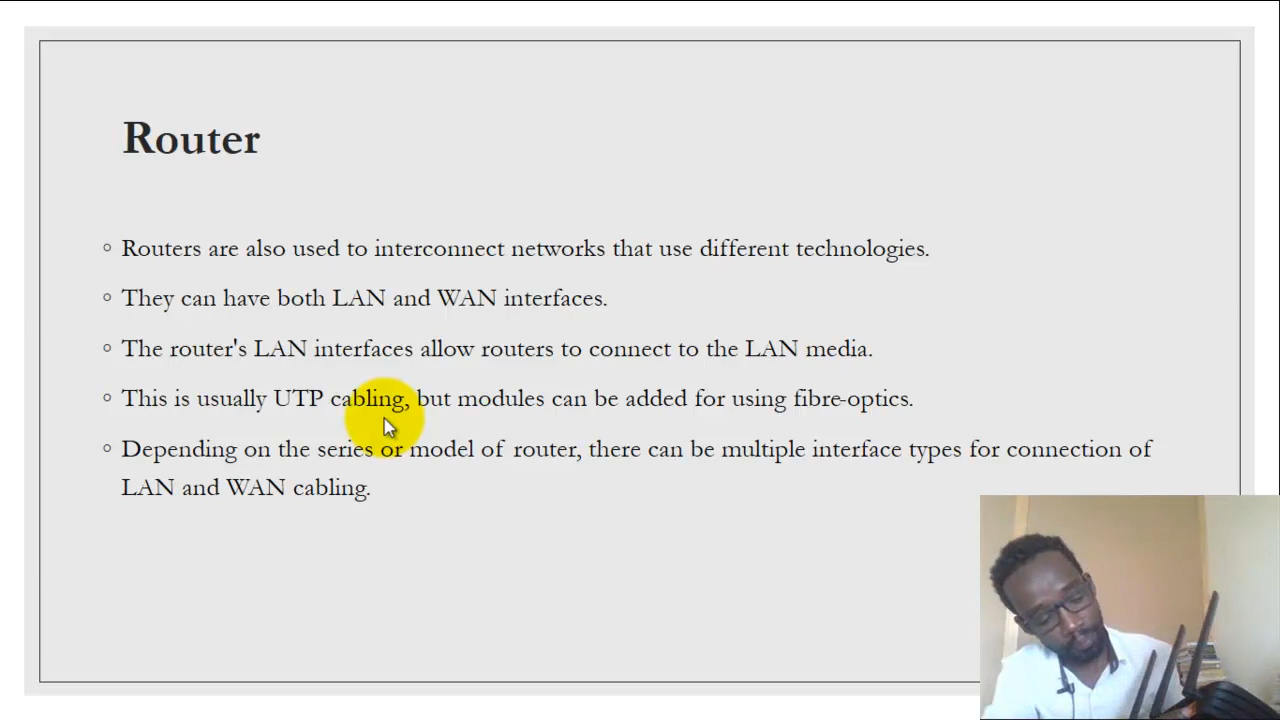 Router
Routers are also used to interconnect networks that use different technologies.
They can have both LAN and WAN interfaces.
The router's LAN interfaces allow routers to connect to the LAN media.
This is usually UTP cabling, but modules can be added for using fibre-optics.
Depending on the series or model of router, there can be multiple interface types for connection of
LAN and WAN cabling.